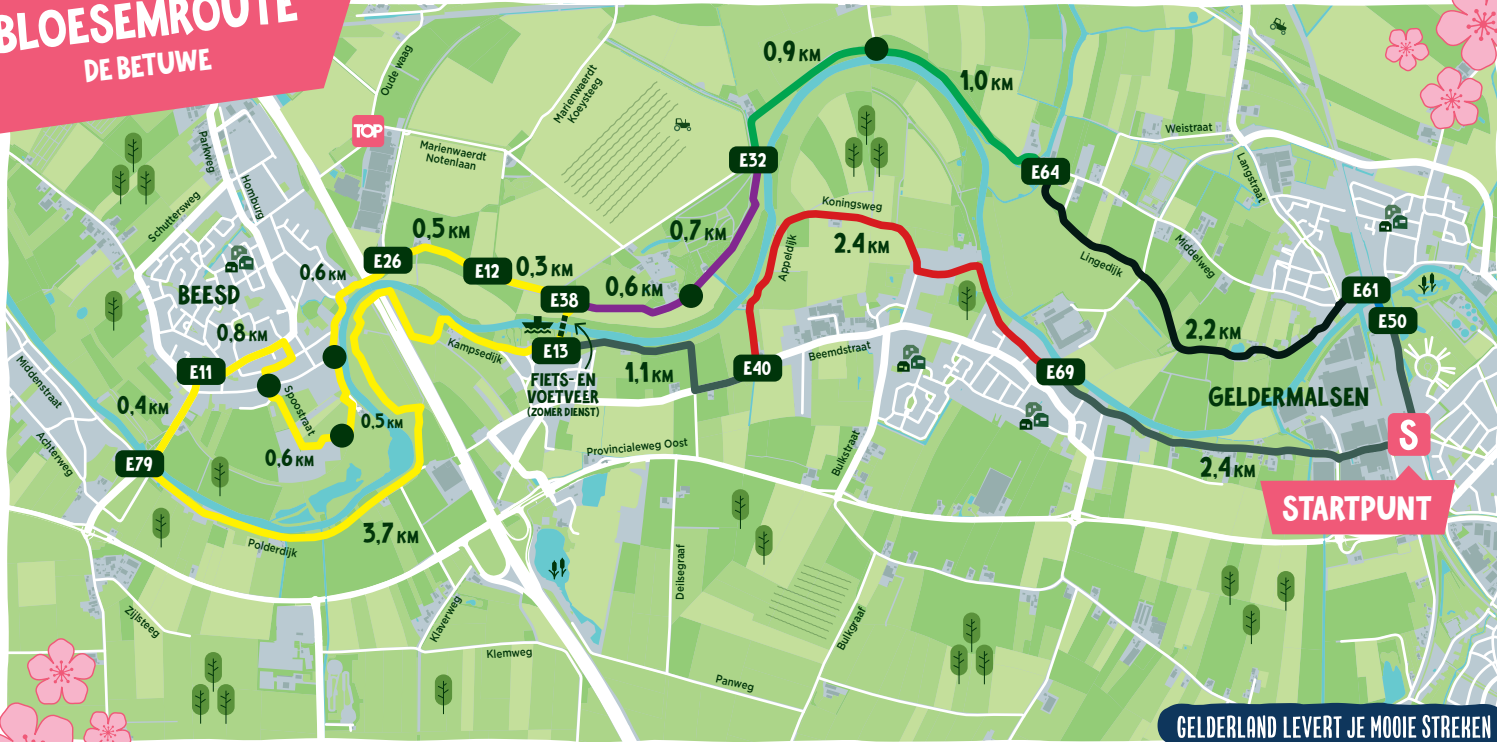 BLOESEMROUTE
DE BETUWE
0,9 KM
1,0 KM
Oude waag
Marienwaerdt
Koeysteeg
TOP
Parkweg
Marienwaerdt
Notenlaan
Weistraat
E32
E64
Langstraat
Homburg
Schuttersweg
Koningsweg
0,5 KM
0,7 KM
2.4 KM
Appeldijk
Lingedijk
Middelweg
E26
E12
0,3 KM
0,6 KM
BEESD
E38
0,6 KM
E61
E50
0,8 KM
2,2 KM
Kampsedijk
E13
Beemdstraat
E11
1,1 KM
E40
E69
FIETS- EN
VOETVEER
(ZOMER DIENST)
Middenstraat
Spoostraat
GELDERMALSEN
0,4 KM
0,5 KM
S
Achterweg
0,6 KM
Provincialeweg Oost
Bulkstraat
E79
2,4 KM
STARTPUNT
3,7 KM
Polderdijk
Deilsegraaf
Zijlsteeg
Klaverweg
Bulkgraaf
Klemweg
Panweg
GELDERLAND LEVERT JE MOOIE STREKEN